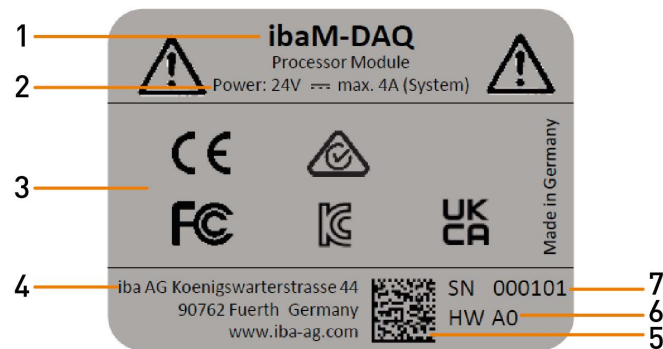 1 ibaM-DAQ
Processor Module
2 Power: 24V ⎓ max. 4A (System)
3 CE
FC KC UK CA
Made in Germany
4 iba AG Koenigswarterstrasse 44
90762 Fuerth Germany
www.iba-ag.com
SN 000101 7
HW A0 6
5